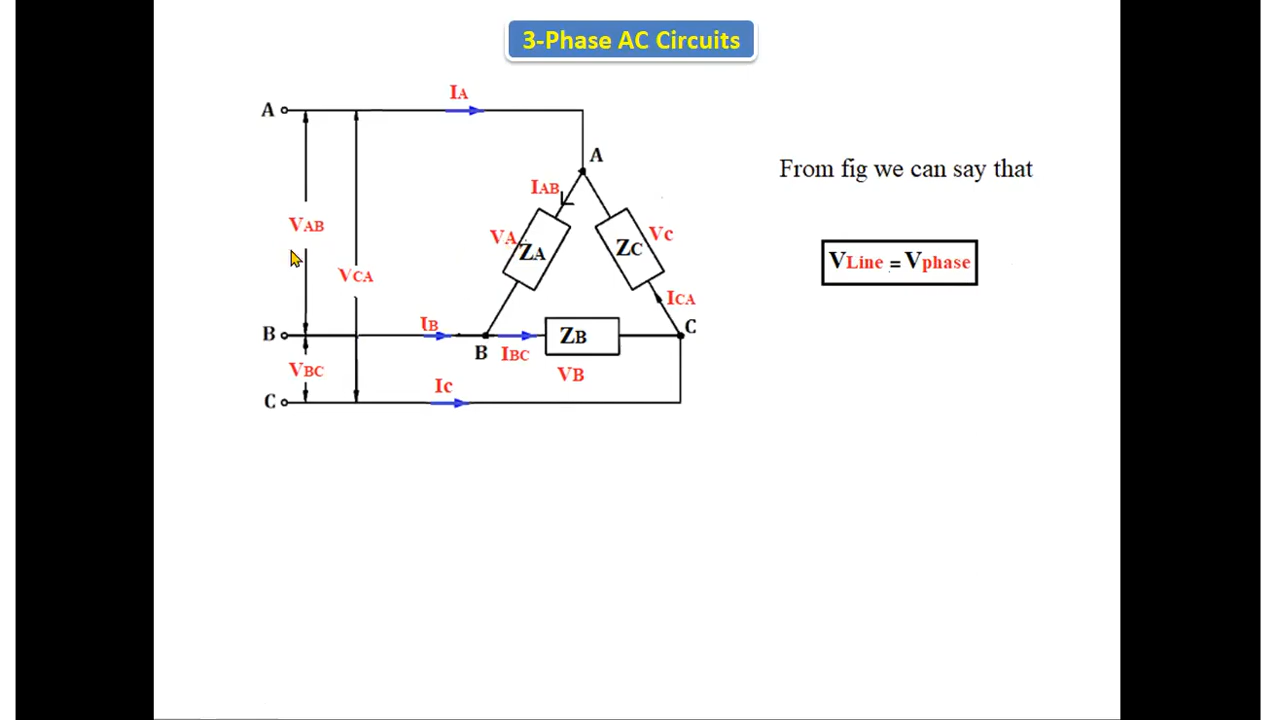 3-Phase AC Circuits
IA
A
A
From fig we can say that
IAB
VAB
VA
ZA
ZC
Vc
VLine = Vphase
VCA
ICA
B
IB
B
IBC
ZB
C
VBC
VB
Ic
C